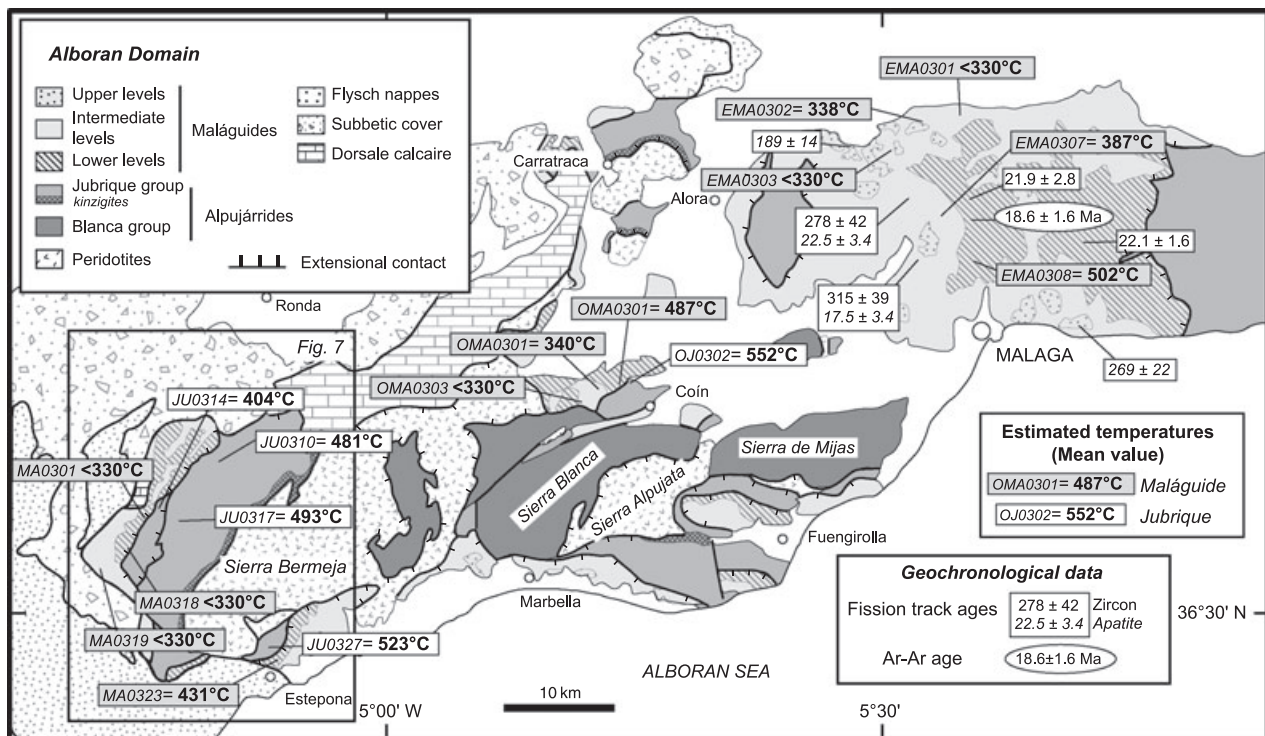 Alboran Domain
Upper levels
Intermediate
levels
Lower levels
Maláguides
Jubrique group
kinzigites
Blanca group
Alpujárrides
Peridotites
Flysch nappes
Subbetic cover
Dorsale calcaire
Extensional contact
EMA0301 <330°C
EMA0302= 338°C
189 ± 14
EMA0307= 387°C
Carratraca
EMA0303 <330°C
21.9 ± 2.8
Alora
18.6 ± 1.6 Ma
278 ± 42
22.5 ± 3.4
22.1 ± 1.6
EMA0308= 502°C
Ronda
OMA0301= 487°C
315 ± 39
17.5 ± 3.4
Fig. 7
OMA0301= 340°C
OJ0302= 552°C
MALAGA
269 ± 22
OMA0303 <330°C
Coín
JU0314= 404°C
JU0310= 481°C
Sierra de Mijas
MA0301 <330°C
Sierra Blanca
Sierra Alpujata
JU0317= 493°C
Fuengirolla
Sierra Bermeja
MA0318 <330°C
Marbella
MA0319 <330°C
JU0327= 523°C
MA0323= 431°C
Estepona
ALBORAN SEA
10 km
5°00' W
5°30'
36°30' N
Estimated temperatures
(Mean value)
OMA0301= 487°C Maláguide
OJ0302= 552°C Jubrique
Geochronological data
Fission track ages
278 ± 42 Zircon
22.5 ± 3.4 Apatite
Ar-Ar age
18.6±1.6 Ma